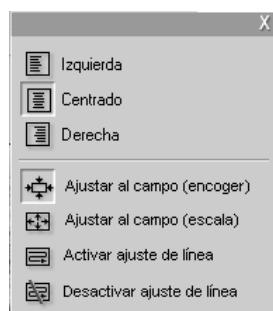 X
Izquierda
Centrado
Derecha
Ajustar al campo (encoger)
Ajustar al campo (escala)
Activar ajuste de línea
Desactivar ajuste de línea